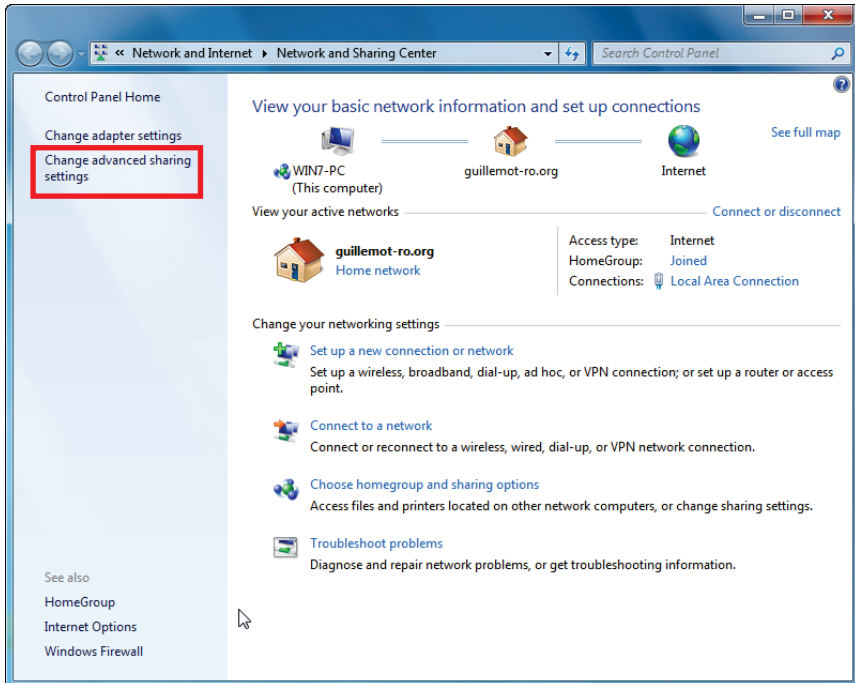 « Network and Internet ▸ Network and Sharing Center
Search Control Panel
Control Panel Home
Change adapter settings
Change advanced sharing
settings
See also
HomeGroup
Internet Options
Windows Firewall
View your basic network information and set up connections
See full map
WIN7-PC
(This computer)
guillemot-ro.org
Internet
View your active networks
Connect or disconnect
guillemot-ro.org
Home network
Access type: Internet
HomeGroup: Joined
Connections: Local Area Connection
Change your networking settings
Set up a new connection or network
Set up a wireless, broadband, dial-up, ad hoc, or VPN connection; or set up a router or access
point.
Connect to a network
Connect or reconnect to a wireless, wired, dial-up, or VPN network connection.
Choose homegroup and sharing options
Access files and printers located on other network computers, or change sharing settings.
Troubleshoot problems
Diagnose and repair network problems, or get troubleshooting information.